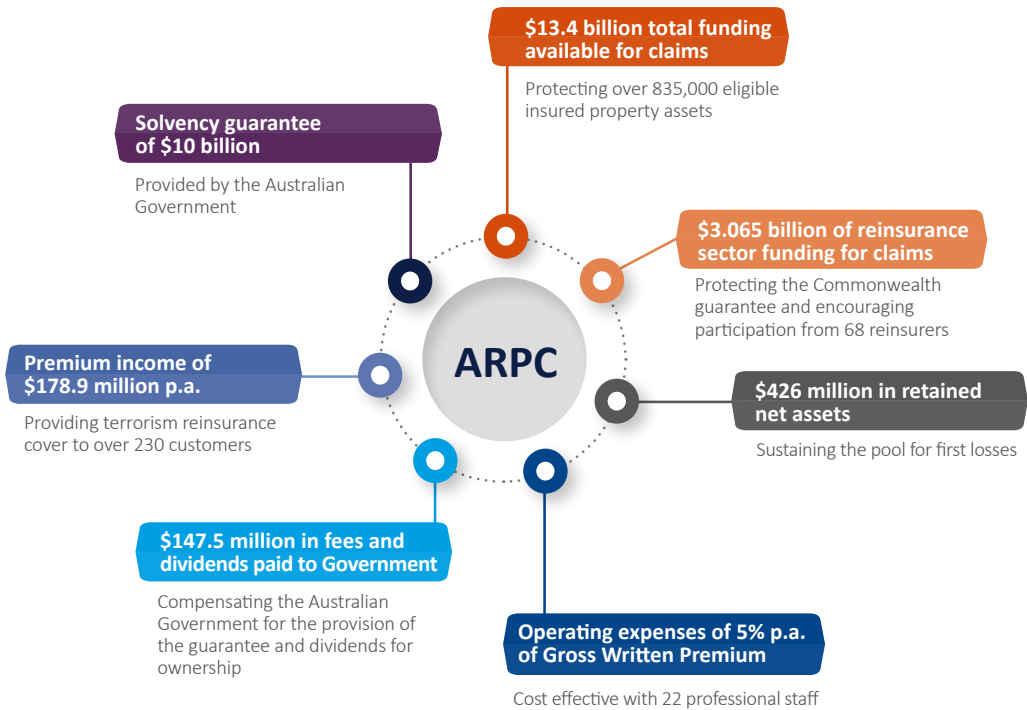 $13.4 billion total funding
available for claims
Protecting over 835,000 eligible
insured property assets
Solvency guarantee
of $10 billion
Provided by the Australian
Government
$3.065 billion of reinsurance
sector funding for claims
Protecting the Commonwealth
guarantee and encouraging
participation from 68 reinsurers
ARPC
Premium income of
$178.9 million p.a.
Providing terrorism reinsurance
cover to over 230 customers
$426 million in retained
net assets
Sustaining the pool for first losses
$147.5 million in fees and
dividends paid to Government
Compensating the Australian
Government for the provision of
the guarantee and dividends for
ownership
Operating expenses of 5% p.a.
of Gross Written Premium
Cost effective with 22 professional staff